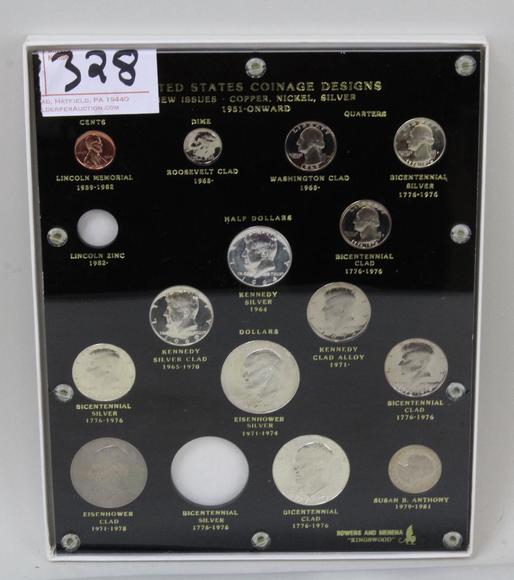 328
AD, HATFIELD, PA 19440
LDERFERAUCTION.COM
TED STATES COINAGE DESIGNS
EW ISSUES · COPPER, NICKEL, SILVER
1951-ONWARD
CENTS
DIME
QUARTERS
LINCOLN MEMORIAL
1959-1982
ROOSEVELT CLAD
1965-
WASHINGTON CLAD
1965-
BICENTENNIAL
SILVER
1776-1976
LINCOLN ZINC
1982-
HALF DOLLARS
KENNEDY
SILVER
1964
BICENTENNIAL
CLAD
1776-1976
KENNEDY
SILVER CLAD
1965-1970
DOLLARS
KENNEDY
CLAD ALLOY
1971-
BICENTENNIAL
SILVER
1776-1976
EISENHOWER
SILVER
1971-1974
BICENTENNIAL
CLAD
1776-1976
EISENHOWER
CLAD
1971-1978
BICENTENNIAL
SILVER
1776-1976
BICENTENNIAL
CLAD
1776-1976
SUSAN B. ANTHONY
1979-1981
BOWERS AND MERENA
"KINGSWOOD"